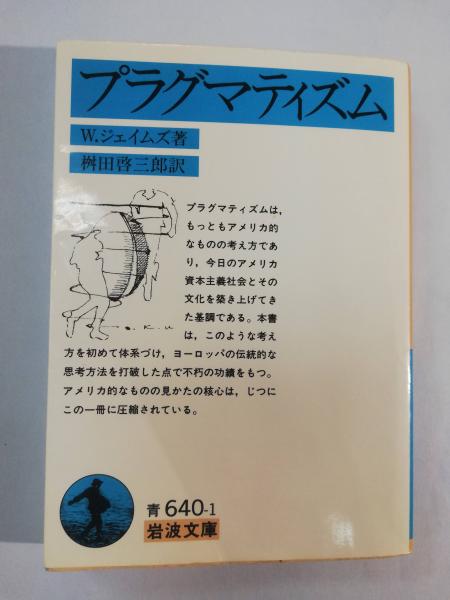 プラグマティズム
W.ジェイムズ著
桝田啓三郎訳
プラグマティズムは,
もっともアメリカ的
なものの考え方であ
り, 今日のアメリカ
資本主義社会とその
文化を築き上げてき
た基調である。本書
は, このような考え
方を初めて体系づけ, ヨーロッパの伝統的な
思考方法を打破した点で不朽の功績をもつ。
アメリカ的なものの見かたの核心は, じつに
この一冊に圧縮されている。
青 640-1
岩波文庫